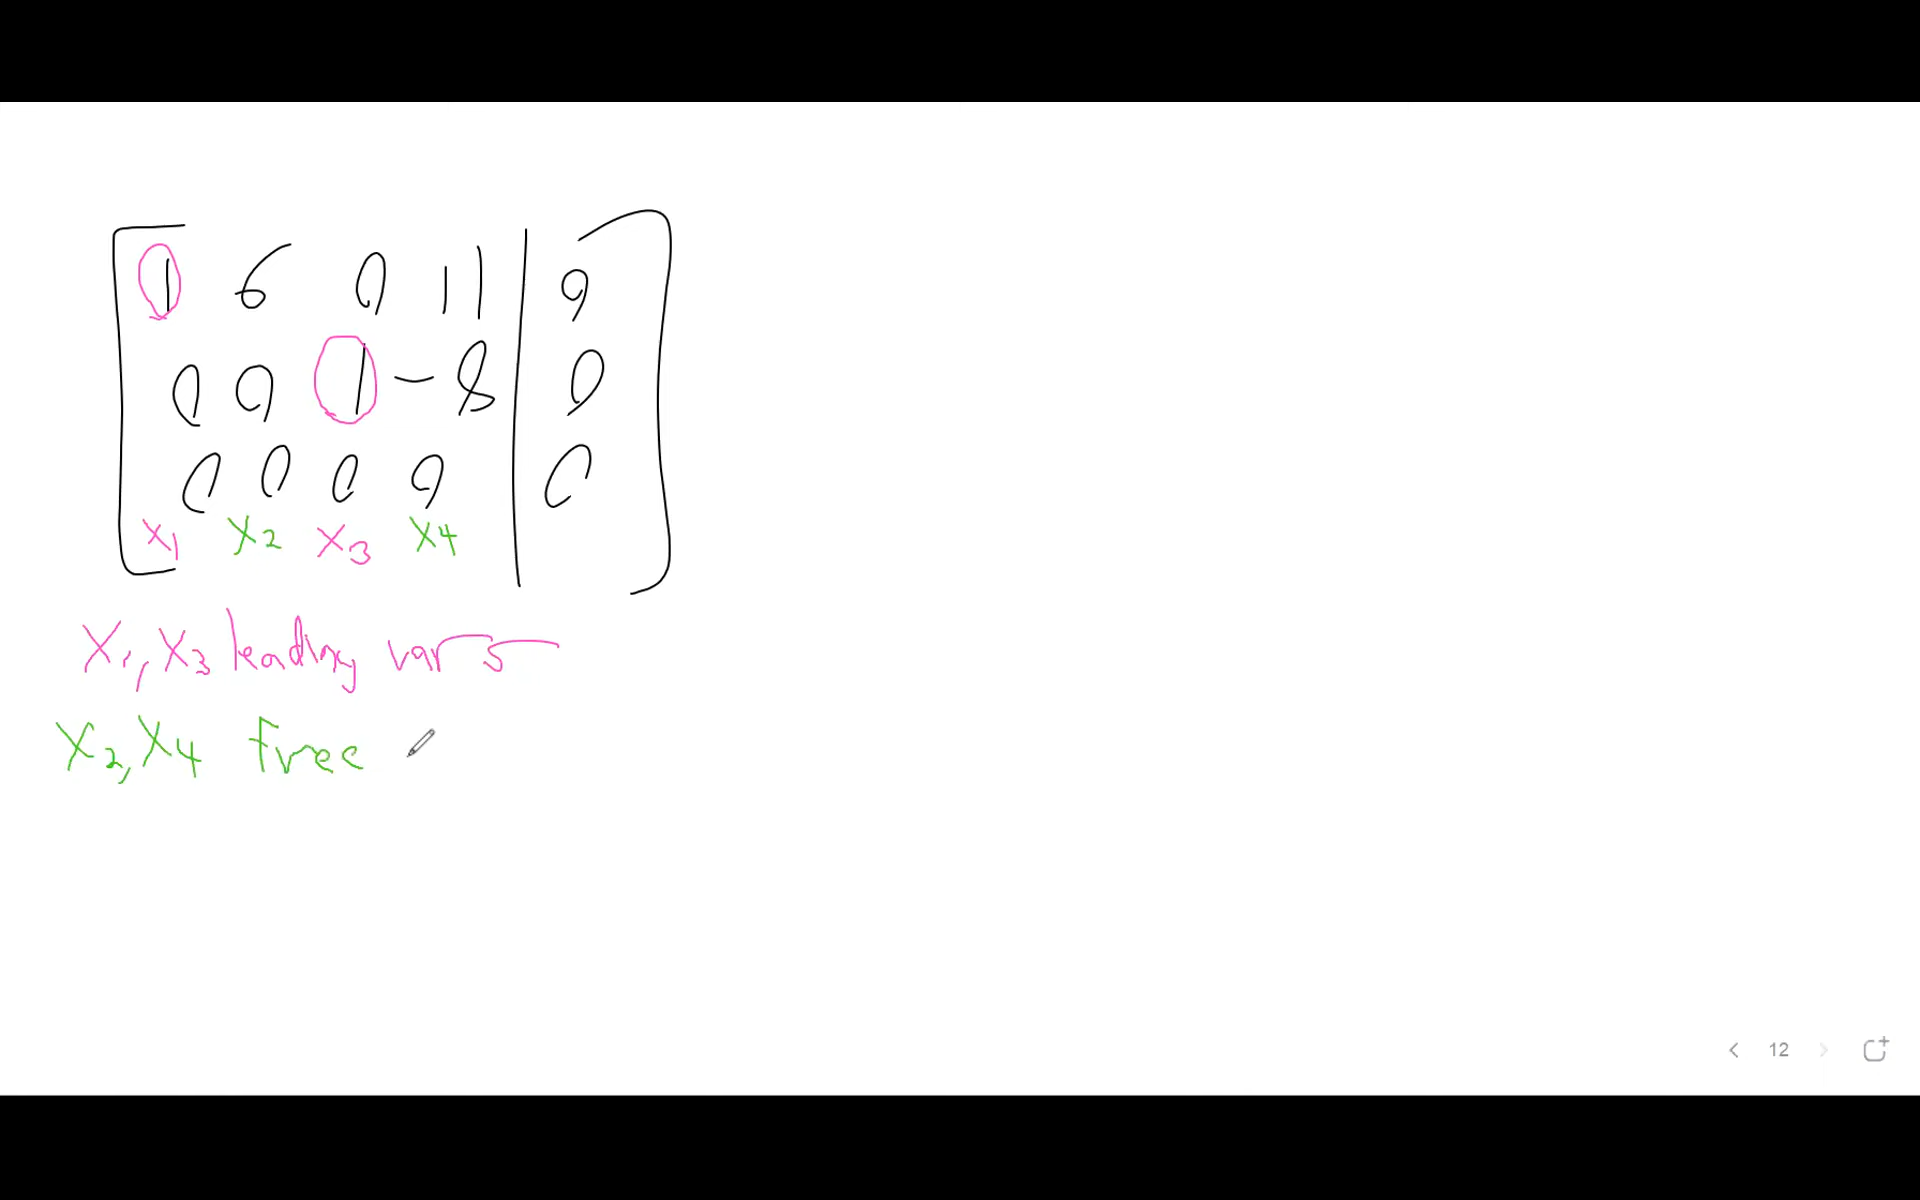 1 6 0 11 | 0
0 0 1 -8 | 0
0 0 0 0 | 0
x1 x2 x3 x4
x1, x3 leading vars
x2, x4 free
12